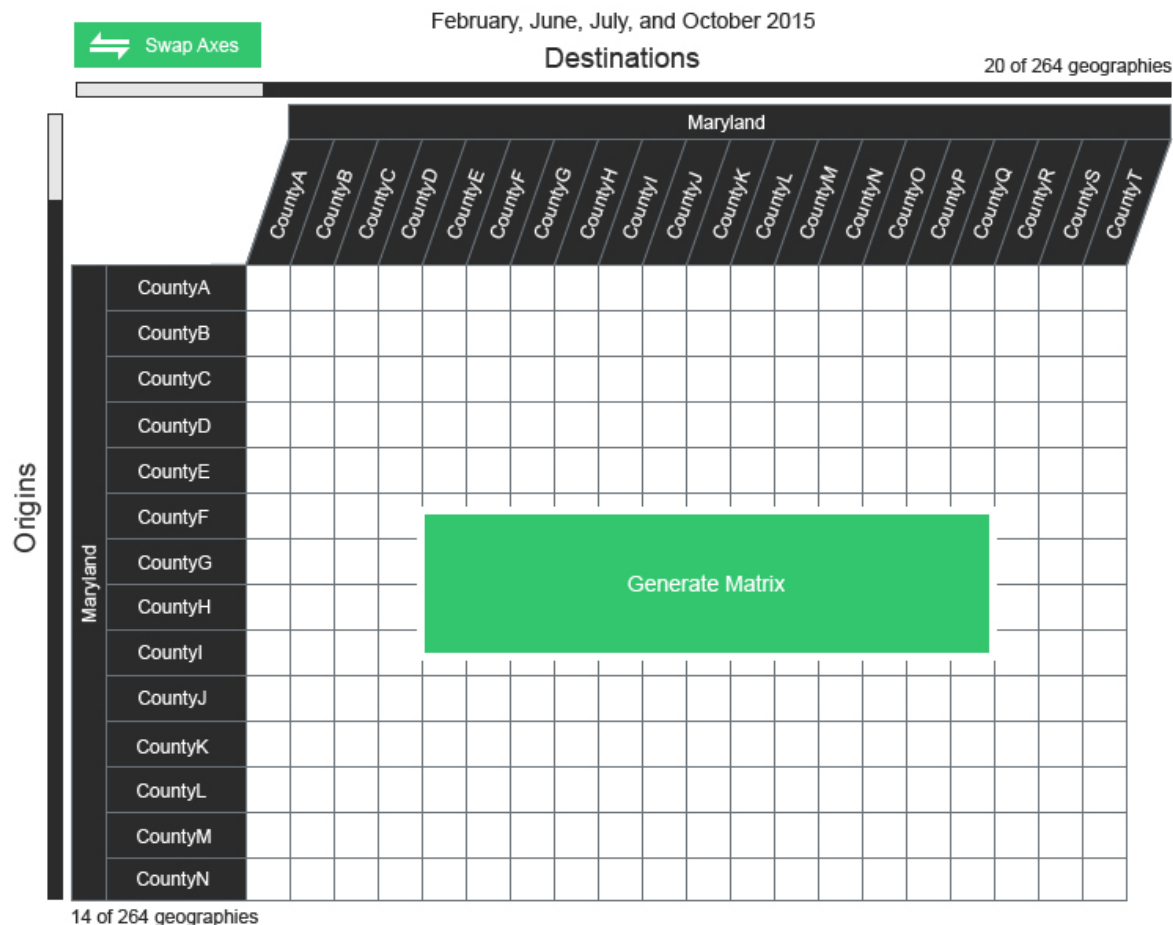 February, June, July, and October 2015
Swap Axes
Destinations
20 of 264 geographies
Maryland
CountyA
CountyB
CountyC
CountyD
CountyE
CountyF
CountyG
CountyH
CountyI
CountyJ
CountyK
CountyL
CountyM
CountyN
CountyO
CountyP
CountyQ
CountyR
CountyS
CountyT
Origins
Maryland
CountyA
CountyB
CountyC
CountyD
CountyE
CountyF
CountyG
CountyH
CountyI
CountyJ
CountyK
CountyL
CountyM
CountyN
Generate Matrix
14 of 264 geographies